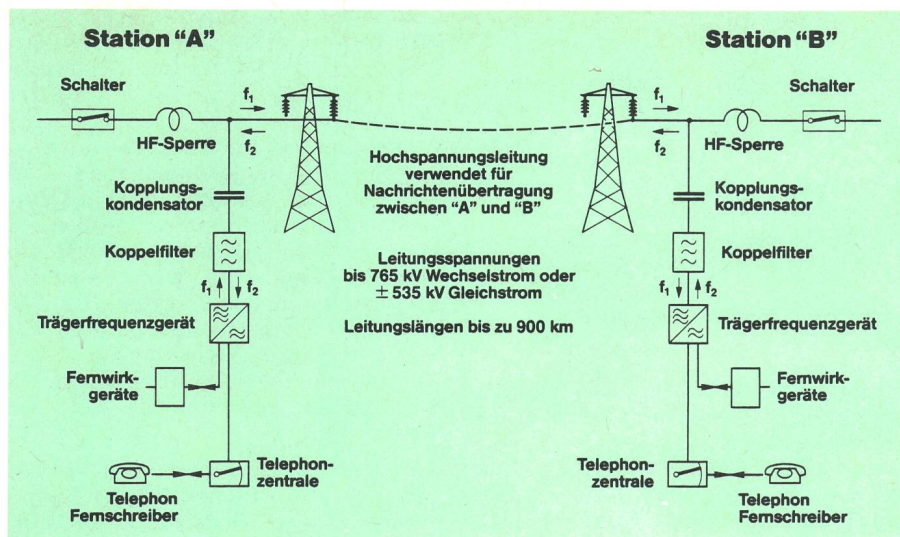 Station "A"
Station "B"
Schalter
f₁
f₂
HF-Sperre
f₁
f₂
Schalter
HF-Sperre
Hochspannungsleitung
verwendet für
Nachrichtenübertragung
zwischen "A" und "B"
Kopplungs-
kondensator
Kopplungs-
kondensator
Koppelfilter
Koppelfilter
Leitungsspannungen
bis 765 kV Wechselstrom oder
± 535 kV Gleichstrom
f₁
f₂
f₁
f₂
Trägerfrequenzgerät
Leitungslängen bis zu 900 km
Trägerfrequenzgerät
Fernwirk-
geräte
Fernwirk-
geräte
Telephon-
zentrale
Telephon-
zentrale
Telephon
Fernschreiber
Telephon
Fernschreiber